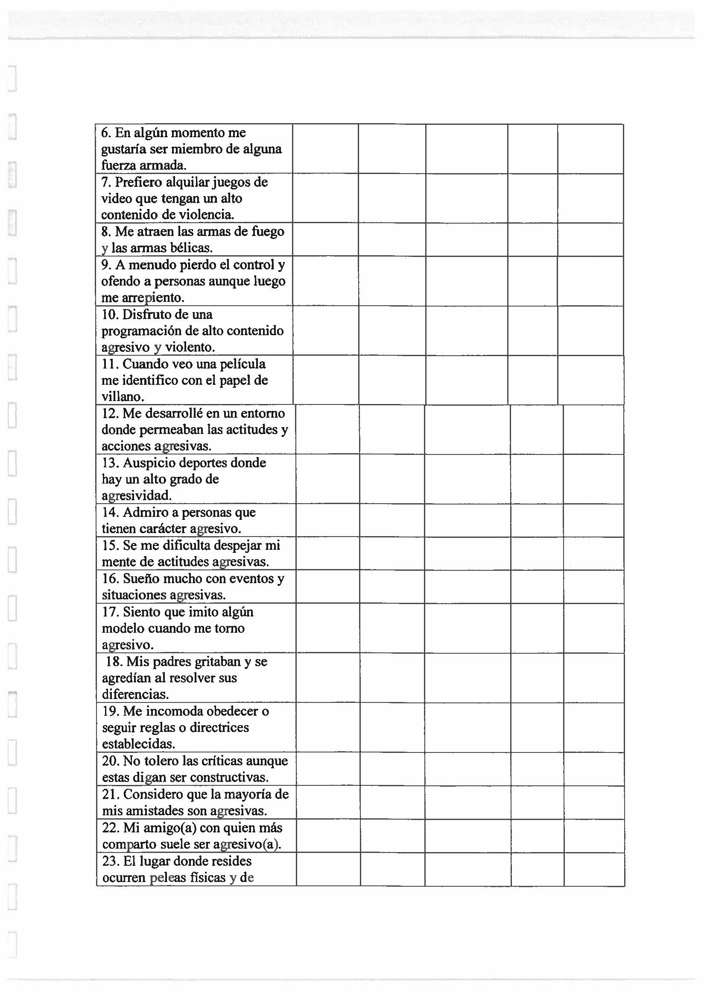 6. En algún momento me
gustaría ser miembro de alguna
fuerza armada.
7. Prefiero alquilar juegos de
video que tengan un alto
contenido de violencia.
8. Me atraen las armas de fuego
y las armas bélicas.
9. A menudo pierdo el control y
ofendo a personas aunque luego
me arrepiento.
10. Disfruto de una
programación de alto contenido
agresivo y violento.
11. Cuando veo una película
me identifico con el papel de
villano.
12. Me desarrollé en un entorno
donde permeaban las actitudes y
acciones agresivas.
13. Auspicio deportes donde
hay un alto grado de
agresividad.
14. Admiro a personas que
tienen carácter agresivo.
15. Se me dificulta despejar mi
mente de actitudes agresivas.
16. Sueño mucho con eventos y
situaciones agresivas.
17. Siento que imito algún
modelo cuando me torno
agresivo.
18. Mis padres gritaban y se
agredían al resolver sus
diferencias.
19. Me incomoda obedecer o
seguir reglas o directrices
establecidas.
20. No tolero las críticas aunque
estas digan ser constructivas.
21. Considero que la mayoría de
mis amistades son agresivas.
22. Mi amigo(a) con quien más
comparto suele ser agresivo(a).
23. El lugar donde resides
ocurren peleas físicas y de